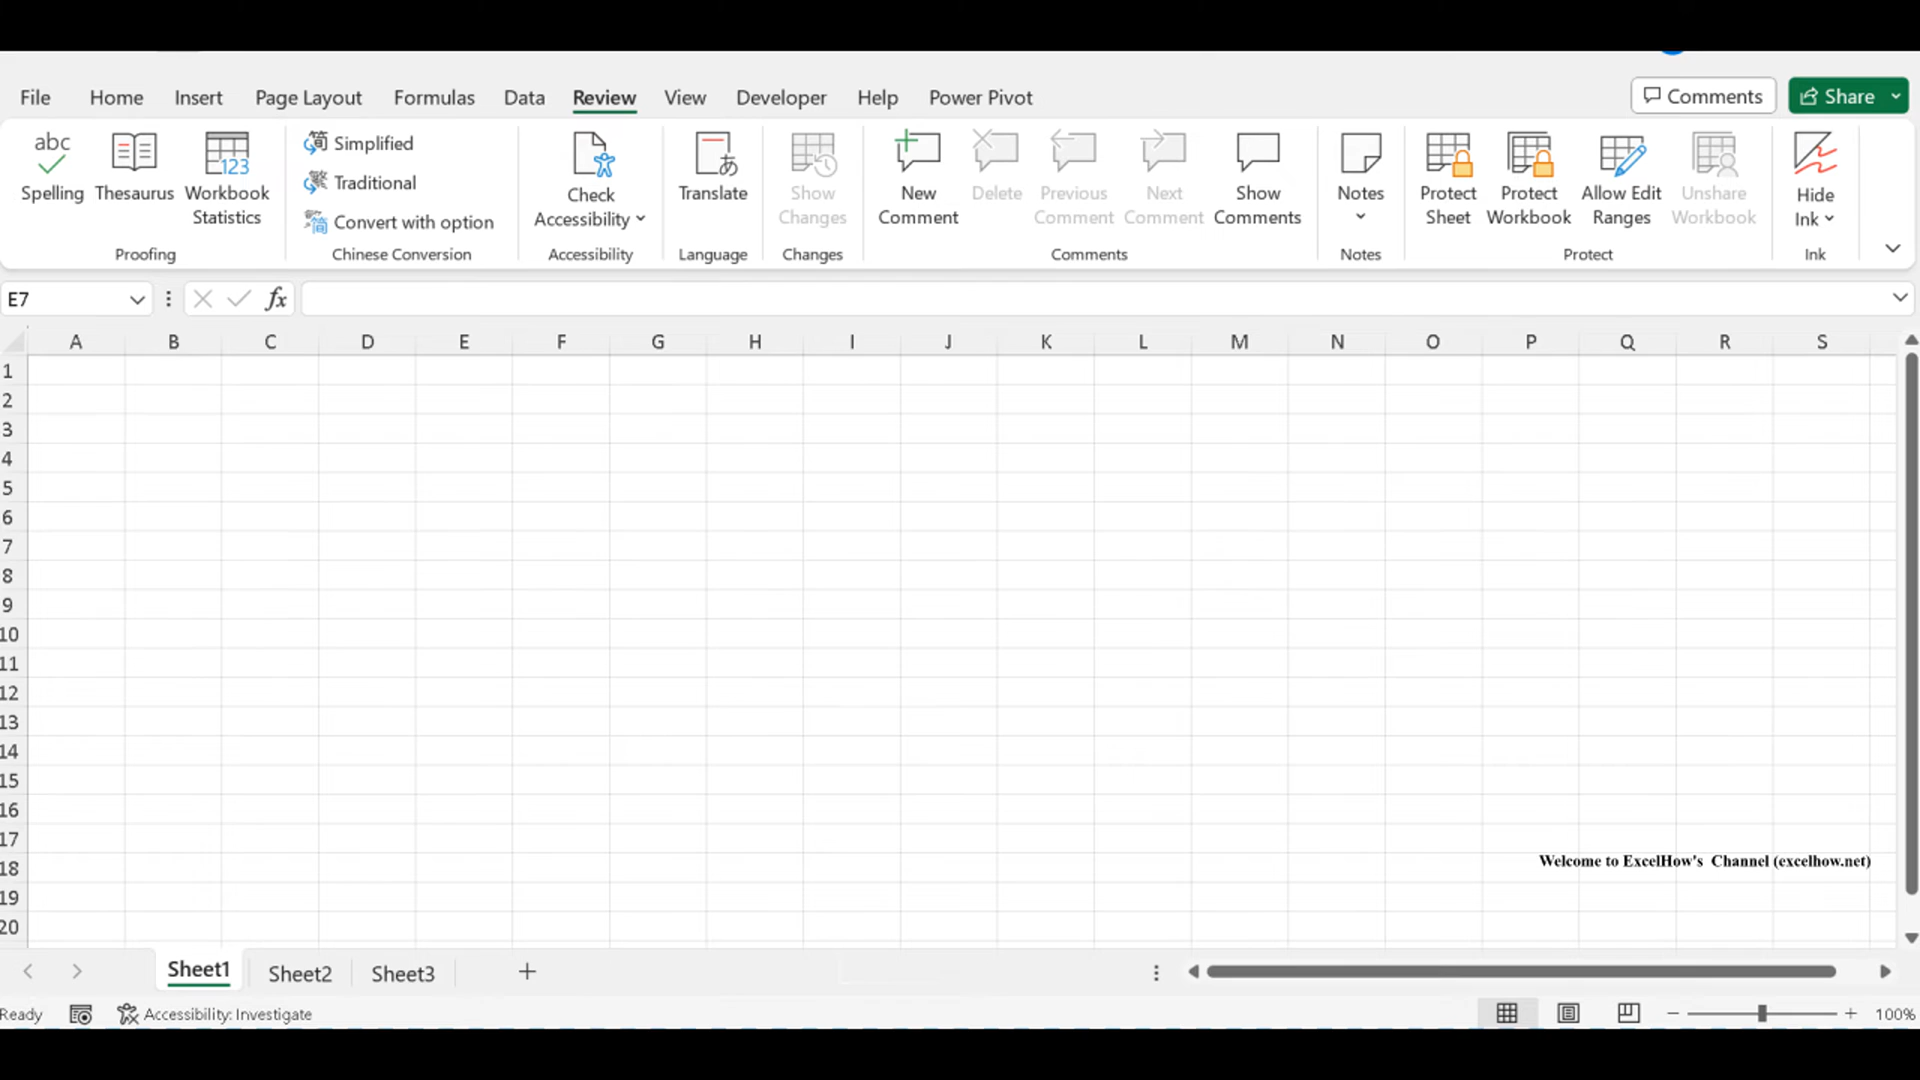 File Home Insert Page Layout Formulas Data Review View Developer Help Power Pivot Comments Share
abc
Spelling
Thesaurus
123
Workbook
Statistics
Proofing
简 Simplified
繁 Traditional
简 Convert with option
Chinese Conversion
Check
Accessibility
Accessibility
あ
Translate
Language
Show
Changes
Changes
New
Comment
Delete
Previous
Comment
Next
Comment
Show
Comments
Comments
Notes
Notes
Protect
Sheet
Protect
Workbook
Allow Edit
Ranges
Unshare
Workbook
Protect
Hide
Ink
Ink
E7 fx
A B C D E F G H I J K L M N O P Q R S
1
2
3
4
5
6
7
8
9
10
11
12
13
14
15
16
17
Welcome to ExcelHow's Channel (excelhow.net)
18
19
20
Sheet1 Sheet2 Sheet3
Ready Accessibility: Investigate 100%